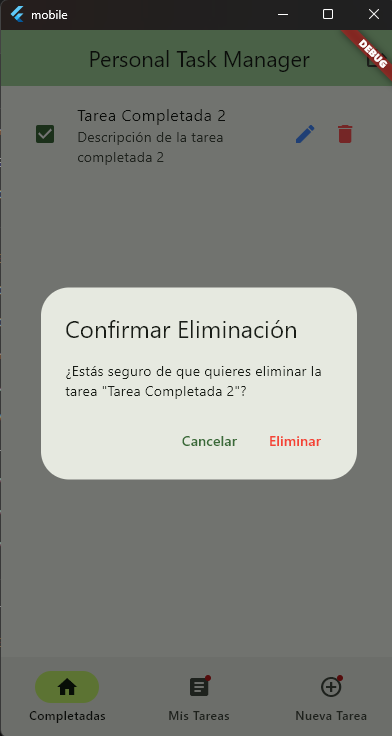 mobile
Personal Task Manager
DEBUG
Tarea Completada 2
Descripción de la tarea
completada 2
Confirmar Eliminación
¿Estás seguro de que quieres eliminar la
tarea "Tarea Completada 2"?
Cancelar Eliminar
Completadas Mis Tareas Nueva Tarea